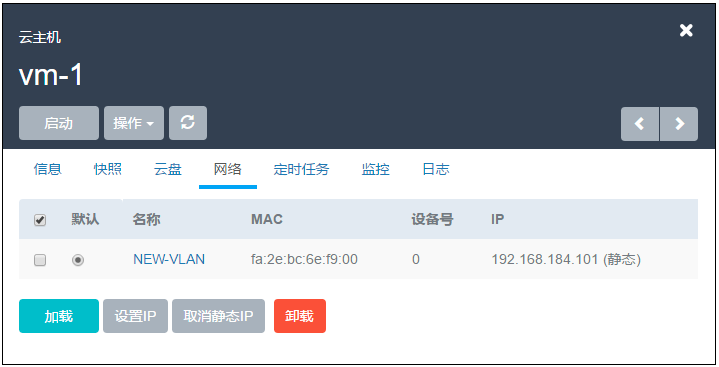 云主机
vm-1
启动 操作
信息 快照 云盘 网络 定时任务 监控 日志
默认 名称 MAC 设备号 IP
NEW-VLAN fa:2e:bc:6e:f9:00 0 192.168.184.101 (静态)
加载 设置IP 取消静态IP 卸载